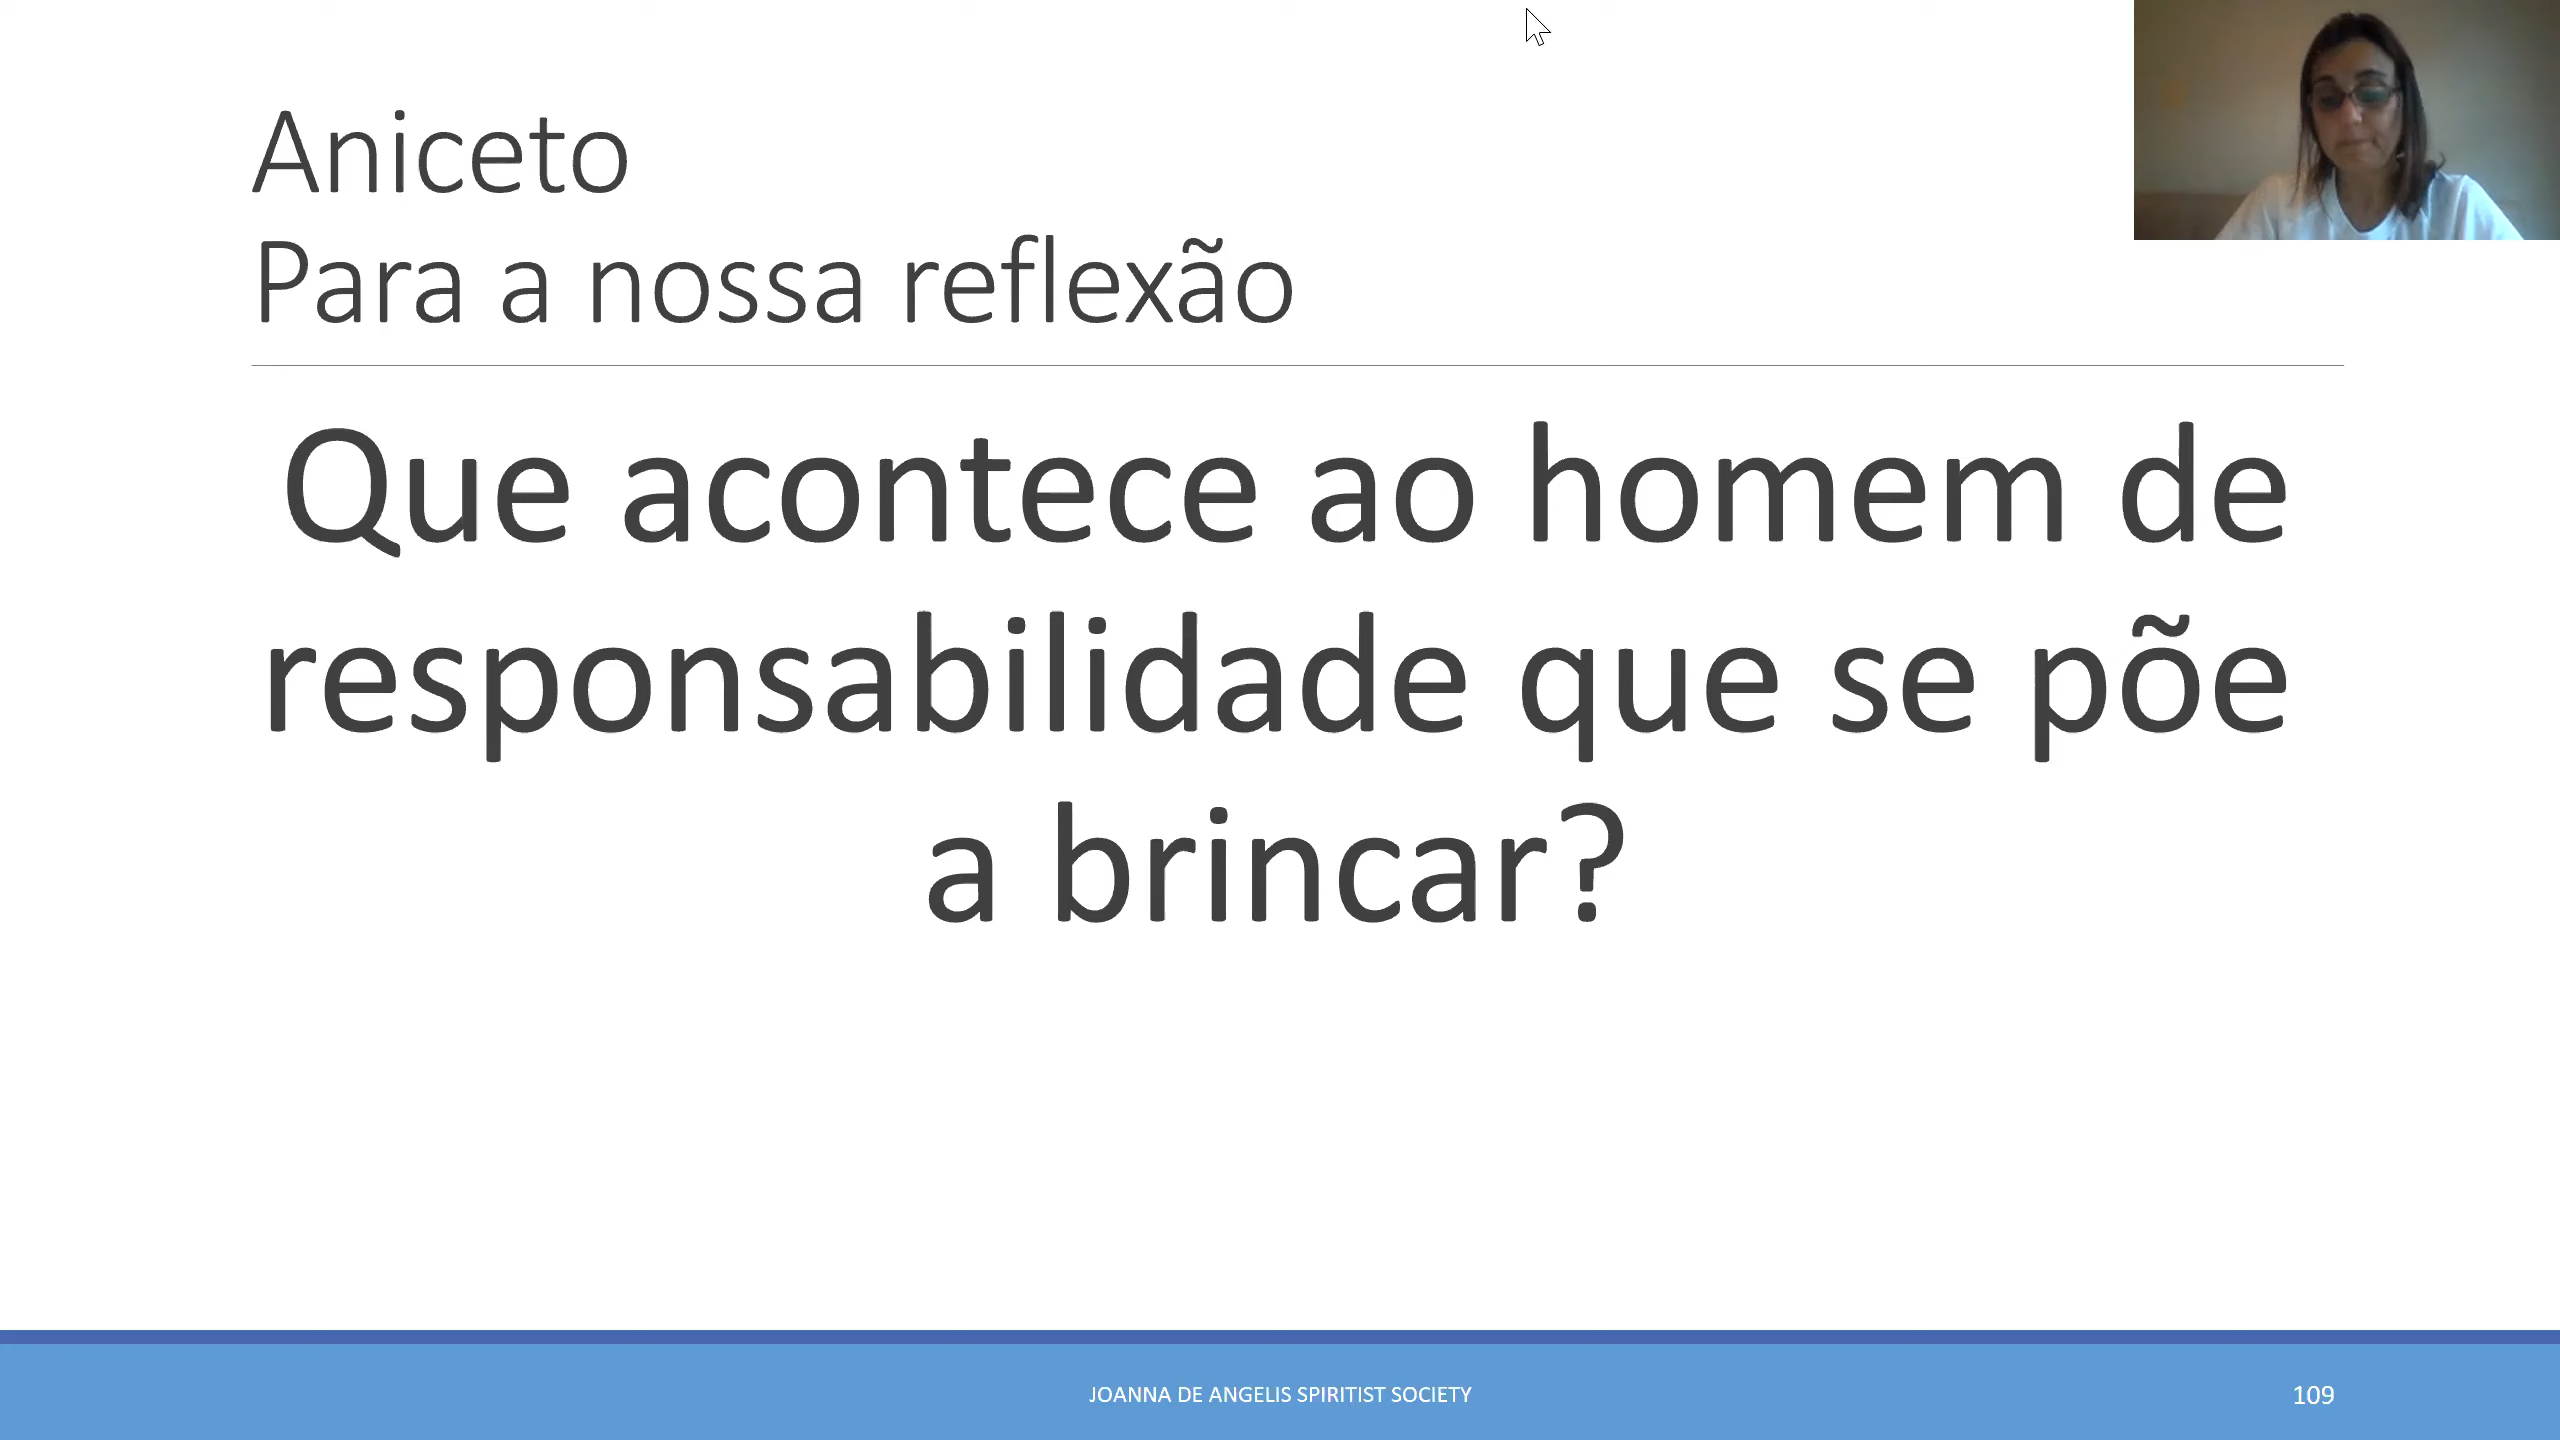 Aniceto
Para a nossa reflexão
Que acontece ao homem de
responsabilidade que se põe
a brincar?
JOANNA DE ANGELIS SPIRITIST SOCIETY
109